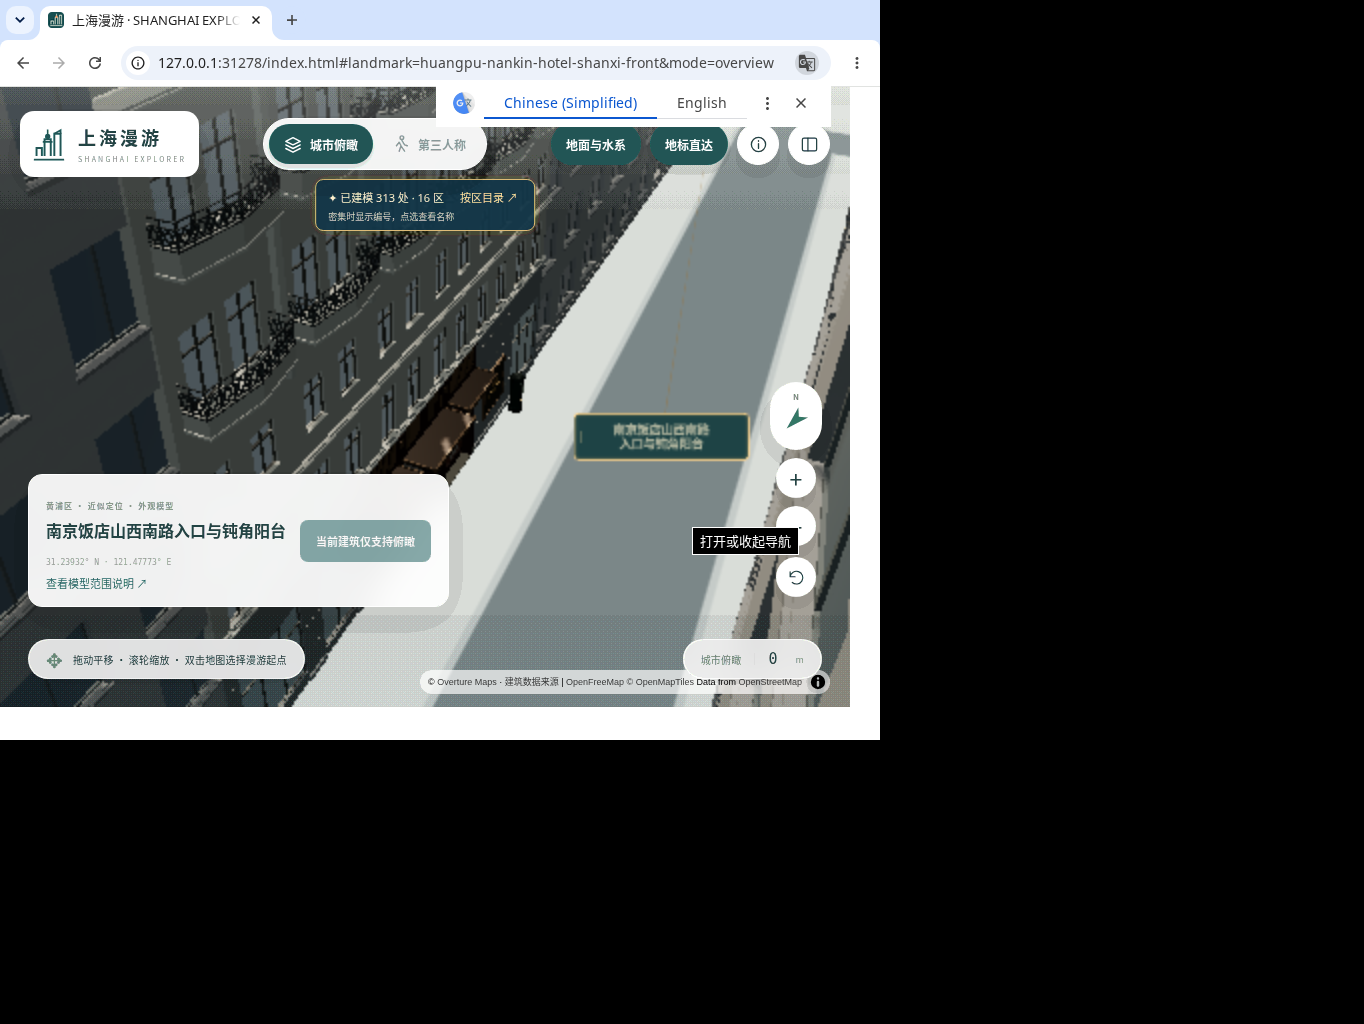 上海漫游 · SHANGHAI EXPLO
127.0.0.1:31278/index.html#landmark=huangpu-nankin-hotel-shanxi-front&mode=overview
Chinese (Simplified)
English
上海漫游
SHANGHAI EXPLORER
城市俯瞰
第三人称
地面与水系
地标直达
✦ 已建模 313 处 · 16 区
按区目录 ↗
密集时显示编号，点选查看名称
N
南京饭店山西南路
入口与钝角阳台
黄浦区 · 近似定位 · 外观模型
南京饭店山西南路入口与钝角阳台
当前建筑仅支持俯瞰
31.23932° N · 121.47773° E
查看模型范围说明 ↗
+
打开或收起导航
拖动平移 · 滚轮缩放 · 双击地图选择漫游起点
城市俯瞰
0
m
© Overture Maps · 建筑数据来源 | OpenFreeMap © OpenMapTiles Data from OpenStreetMap